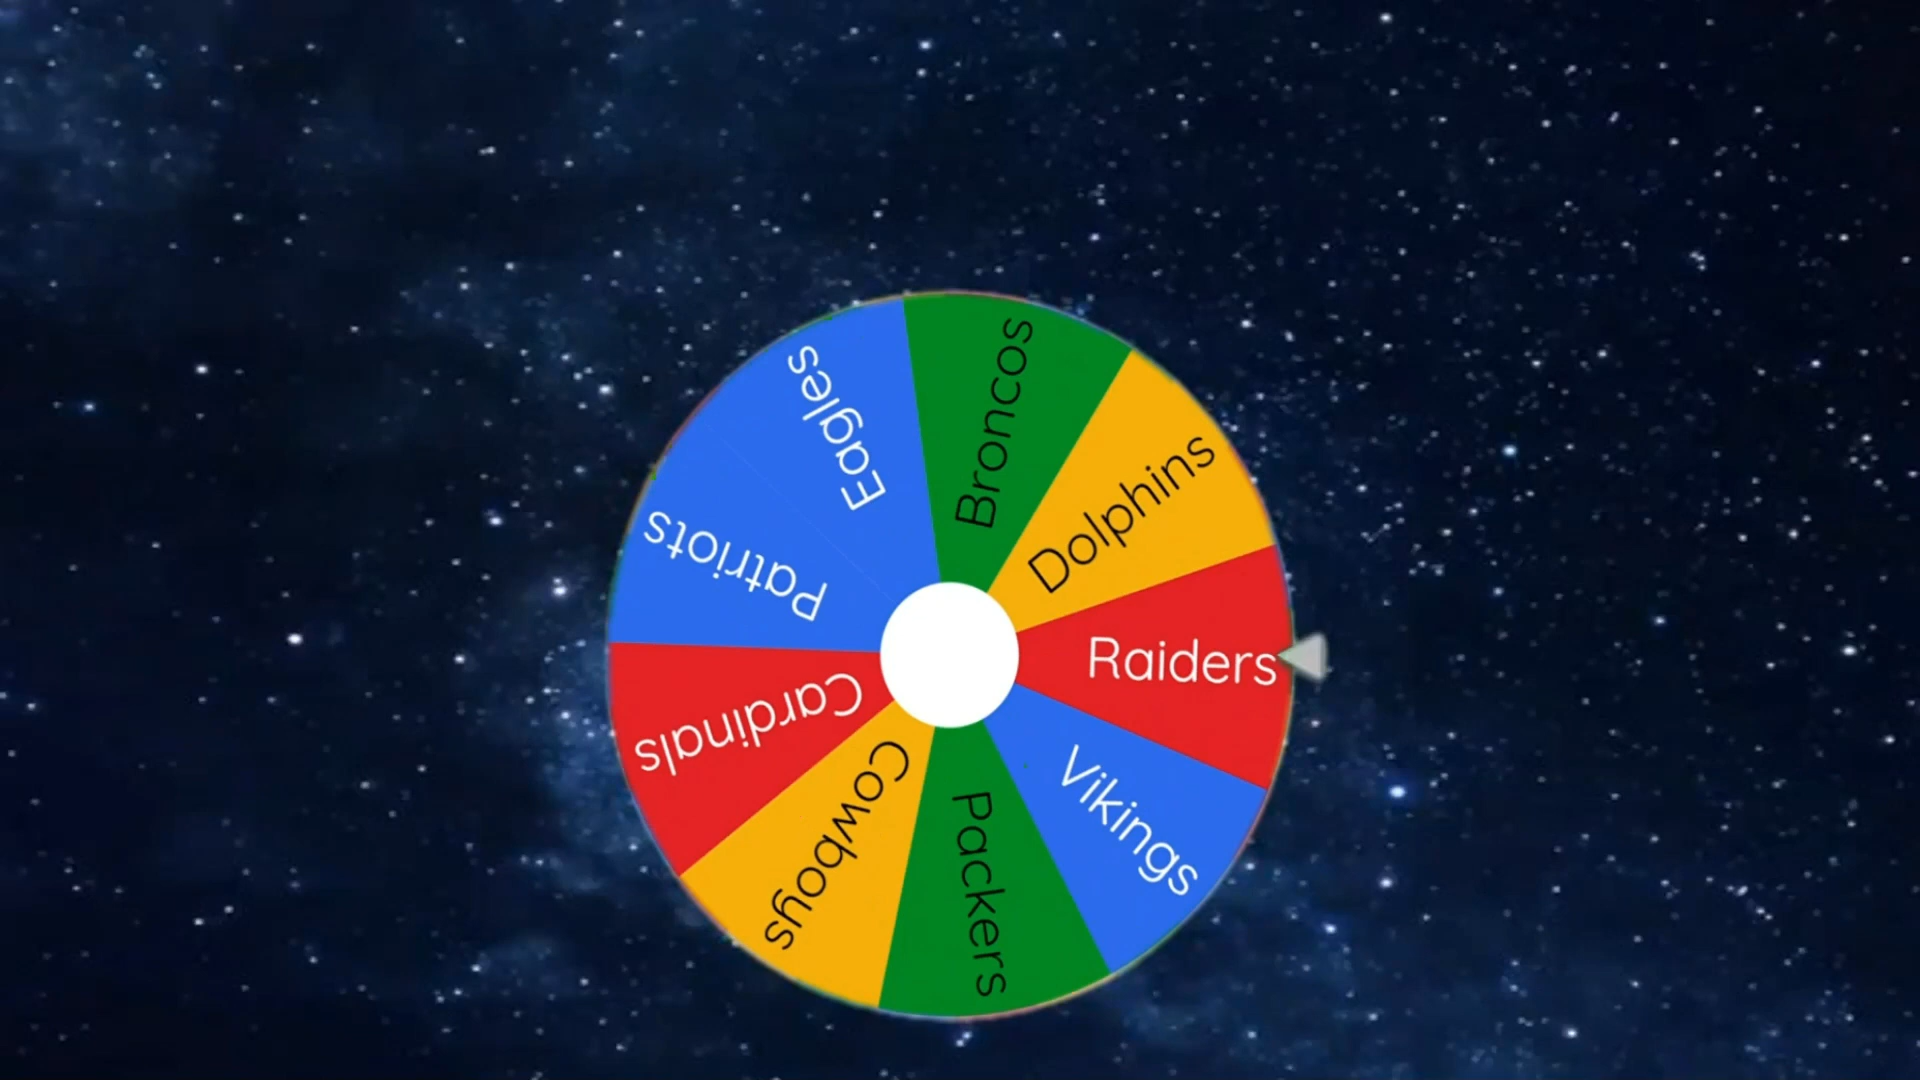 Broncos
Dolphins
Raiders
Vikings
Packers
Cowboys
Cardinals
Patriots
Eagles